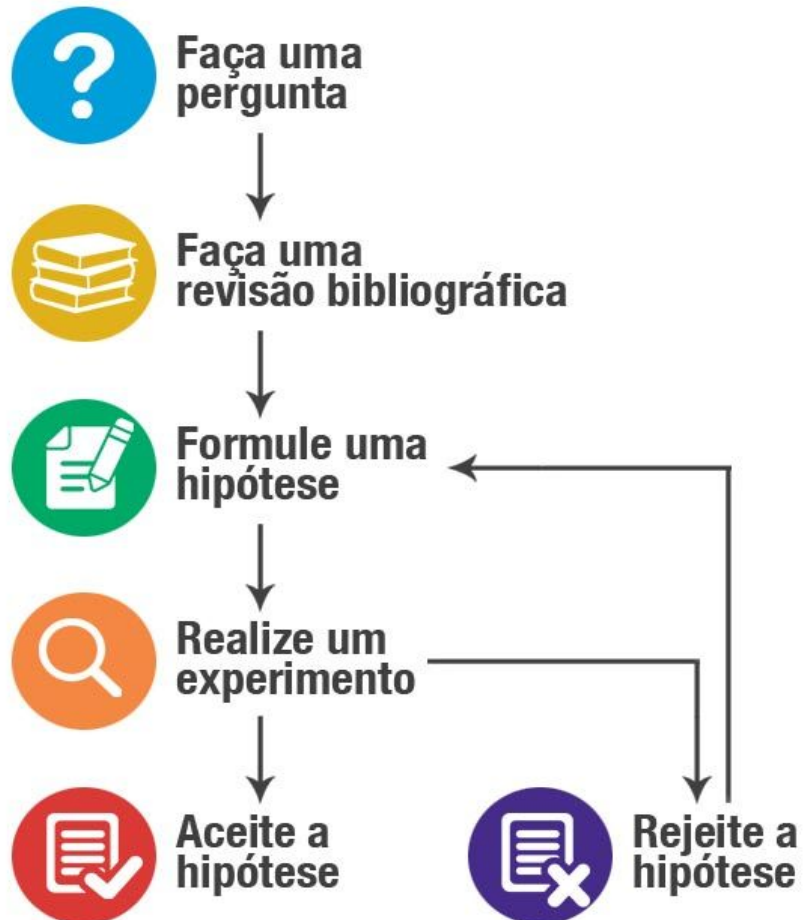 ?
Faça uma
pergunta
Faça uma
revisão bibliográfica
Formule uma
hipótese
Realize um
experimento
Aceite a
hipótese
Rejeite a
hipótese